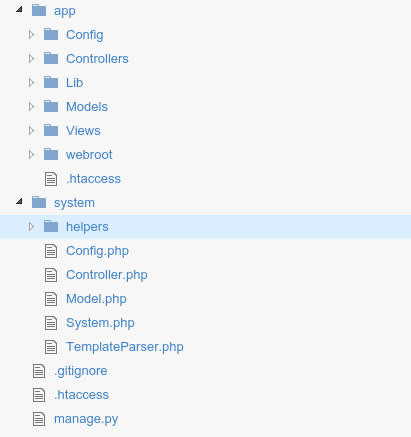 app
Config
Controllers
Lib
Models
Views
webroot
.htaccess
system
helpers
Config.php
Controller.php
Model.php
System.php
TemplateParser.php
.gitignore
.htaccess
manage.py